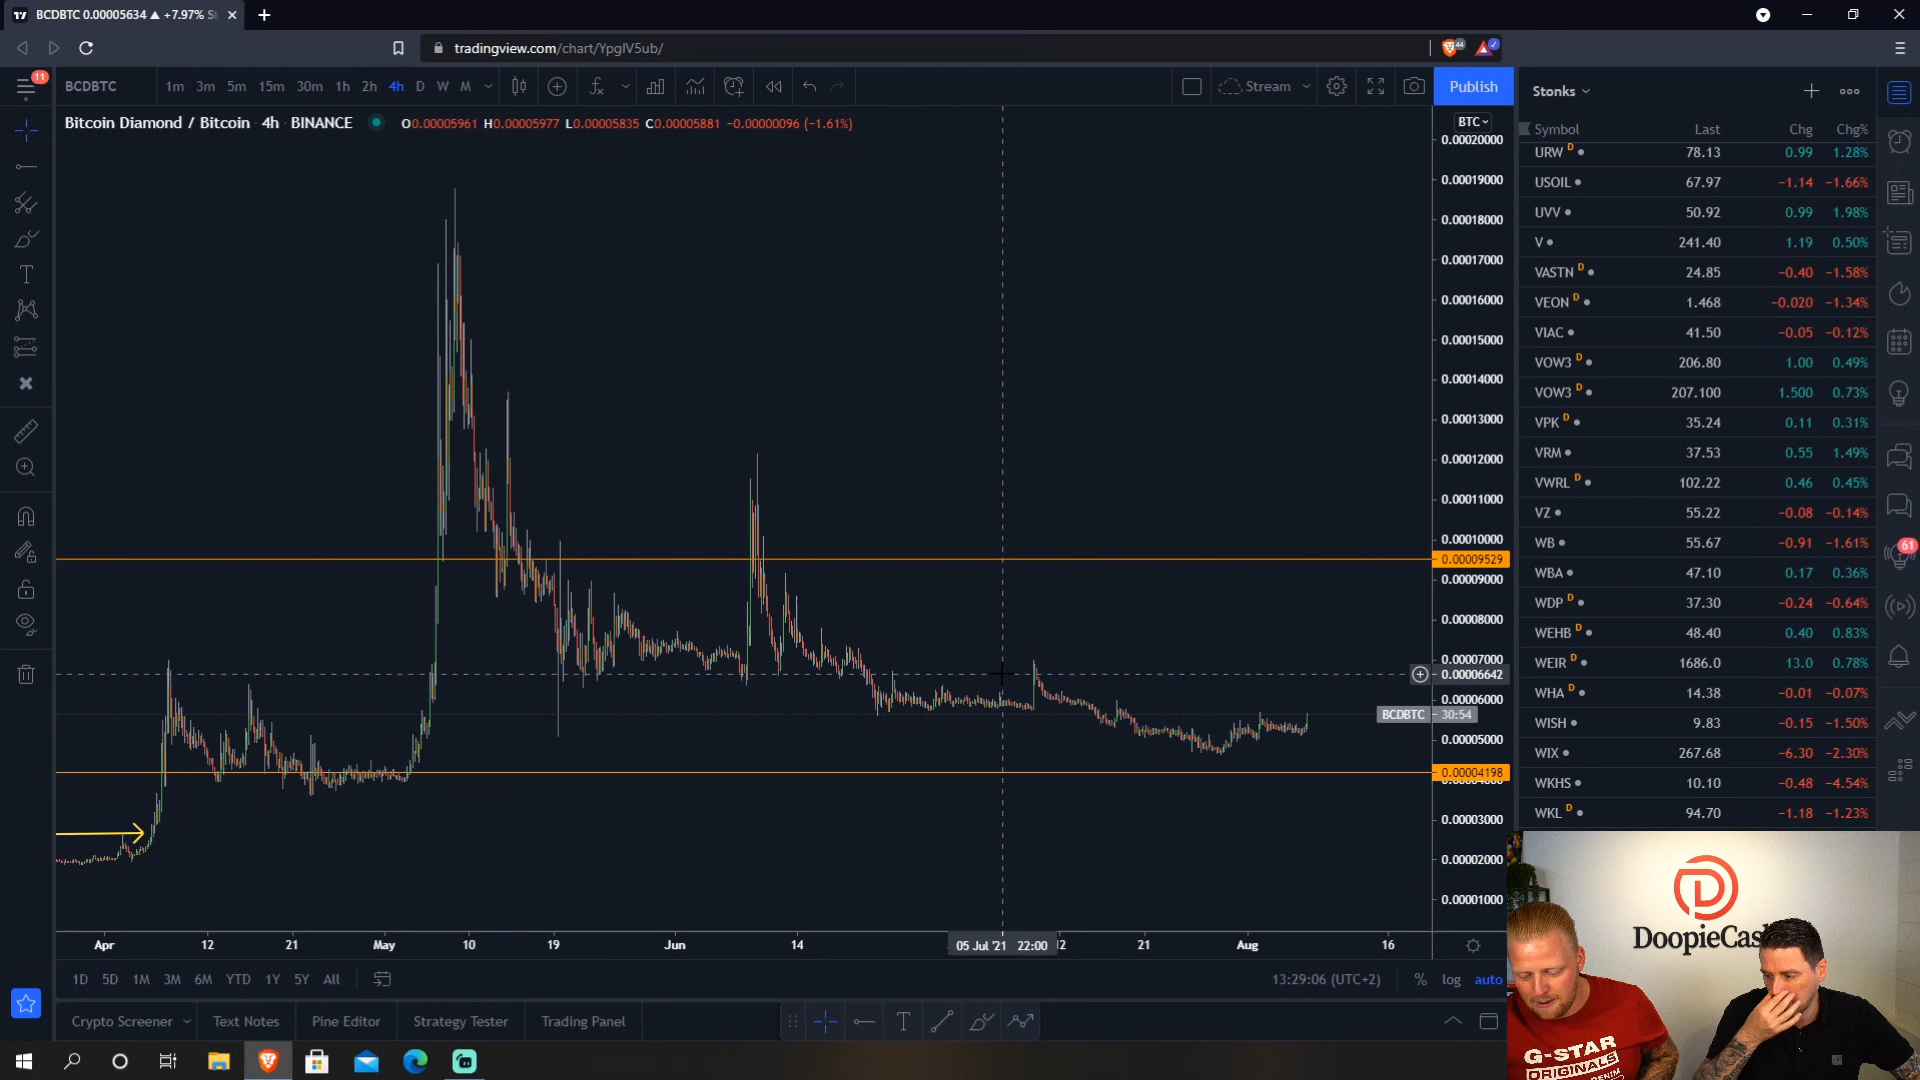 BCDBTC 0.00005634 ▲ +7.97%
tradingview.com/chart/YpglV5ub/
44
11
BCDBTC 1m 3m 5m 15m 30m 1h 2h 4h D W M Stream Publish
Bitcoin Diamond / Bitcoin 4h BINANCE O0.00005961 H0.00005977 L0.00005835 C0.00005881 −0.00000096 (−1.61%)
BTC
0.00020000
0.00019000
0.00018000
0.00017000
0.00016000
0.00015000
0.00014000
0.00013000
0.00012000
0.00011000
0.00010000
0.00009529
0.00009000
0.00008000
0.00007000
0.00006642
0.00006000
BCDBTC 30:54
0.00005000
0.00004198
0.00003000
0.00002000
0.00001000
Apr 12 21 May 10 19 Jun 14 05 Jul '21 22:00 21 Aug 16
1D 5D 1M 3M 6M YTD 1Y 5Y All 13:29:06 (UTC+2) % log auto
Crypto Screener Text Notes Pine Editor Strategy Tester Trading Panel
Stonks
Symbol Last Chg Chg%
URW D 78.13 0.99 1.28%
USOIL 67.97 −1.14 −1.66%
UVV 50.92 0.99 1.98%
V 241.40 1.19 0.50%
VASTN D 24.85 −0.40 −1.58%
VEON D 1.468 −0.020 −1.34%
VIAC 41.50 −0.05 −0.12%
VOW3 D 206.80 1.00 0.49%
VOW3 D 207.100 1.500 0.73%
VPK D 35.24 0.11 0.31%
VRM 37.53 0.55 1.49%
VWRL D 102.22 0.46 0.45%
VZ 55.22 −0.08 −0.14%
WB 55.67 −0.91 −1.61%
WBA 47.10 0.17 0.36%
WDP D 37.30 −0.24 −0.64%
WEHB D 48.40 0.40 0.83%
WEIR D 1686.0 13.0 0.78%
WHA D 14.38 −0.01 −0.07%
WISH 9.83 −0.15 −1.50%
WIX 267.68 −6.30 −2.30%
WKHS 10.10 −0.48 −4.54%
WKL D 94.70 −1.18 −1.23%
61
DoopieCas
G-STAR
ORIGINALS